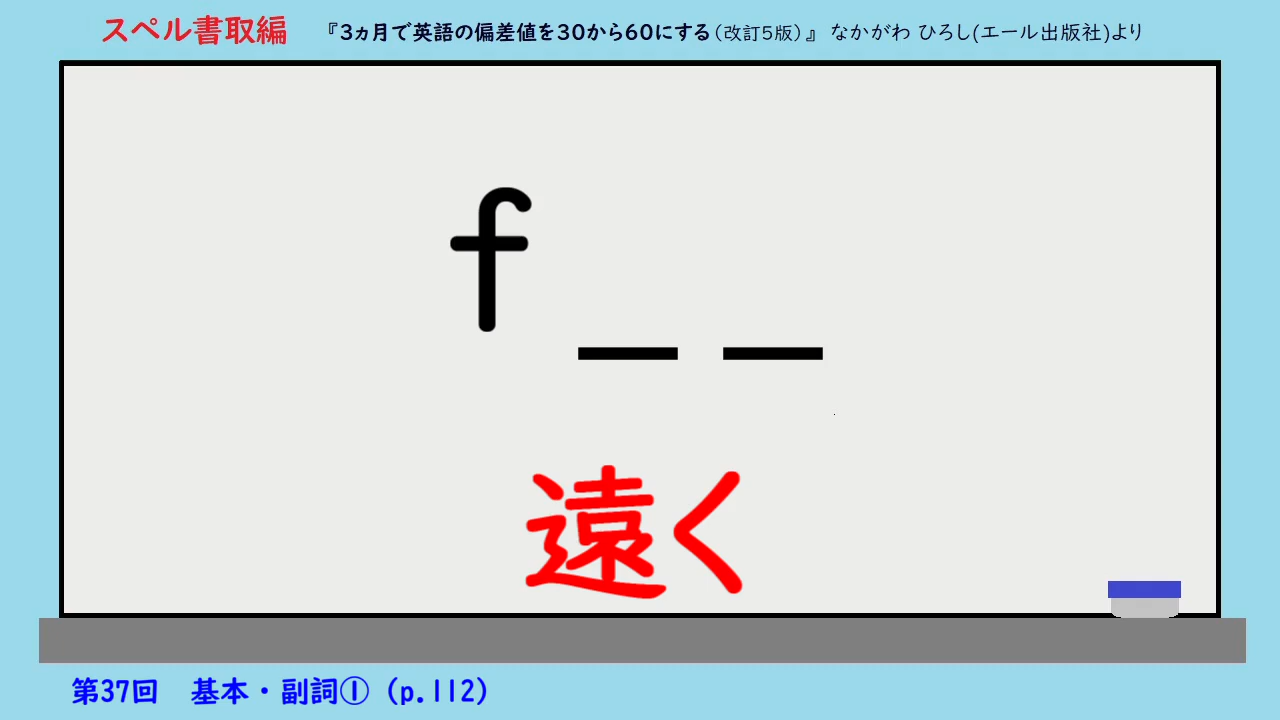 スペル書取編 『3ヵ月で英語の偏差値を30から60にする(改訂5版)』 なかがわ ひろし(エール出版社)より
f _ _
遠く
第37回 基本・副詞① (p.112)